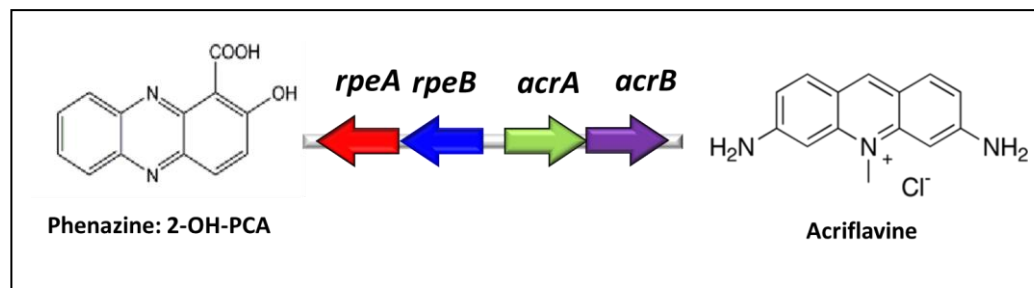 COOH
OH
N
N
Phenazine: 2-OH-PCA
rpeA rpeB acrA acrB
H₂N
N
+
NH₂
Cl⁻
Acriflavine